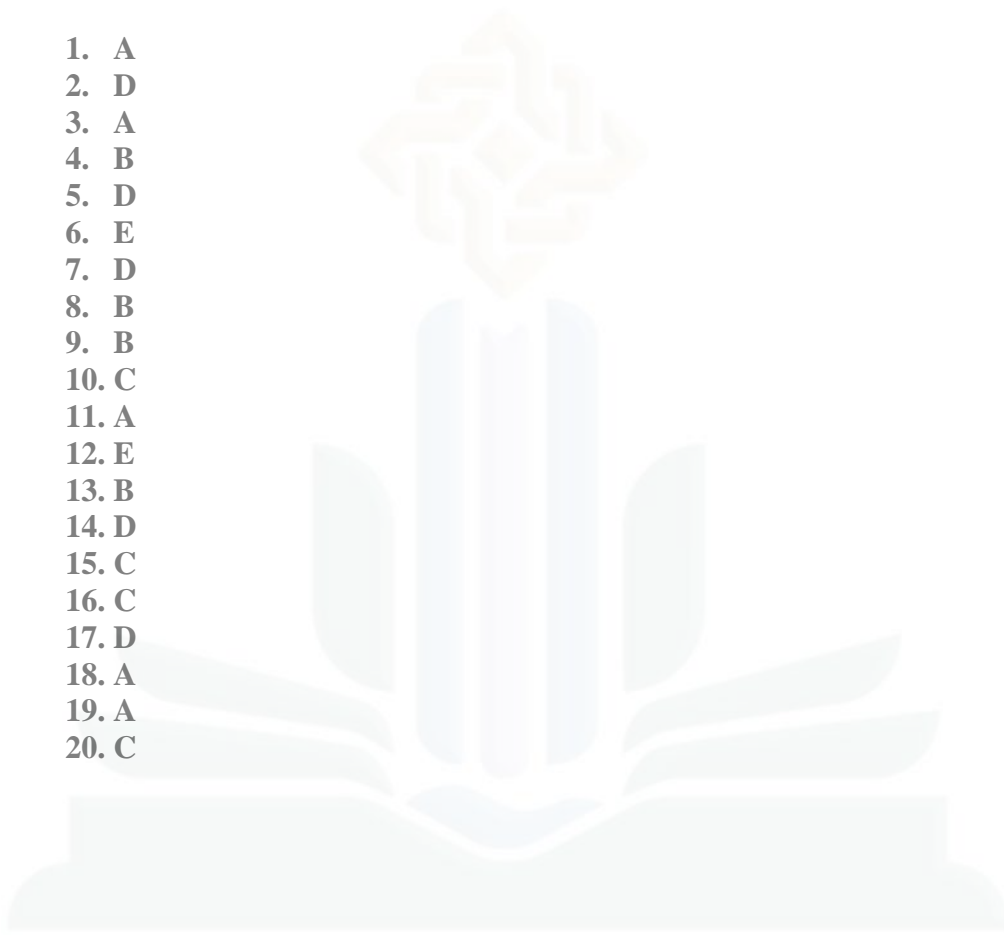 1. A
2. D
3. A
4. B
5. D
6. E
7. D
8. B
9. B
10. C
11. A
12. E
13. B
14. D
15. C
16. C
17. D
18. A
19. A
20. C